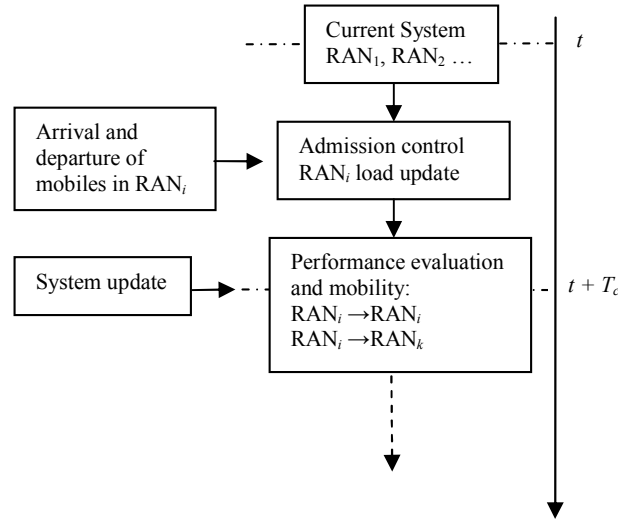 Current System
RAN₁, RAN₂ …
t
Arrival and
departure of
mobiles in RANᵢ
Admission control
RANᵢ load update
System update
Performance evaluation
and mobility:
RANᵢ →RANᵢ
RANᵢ →RANₖ
t + T_c